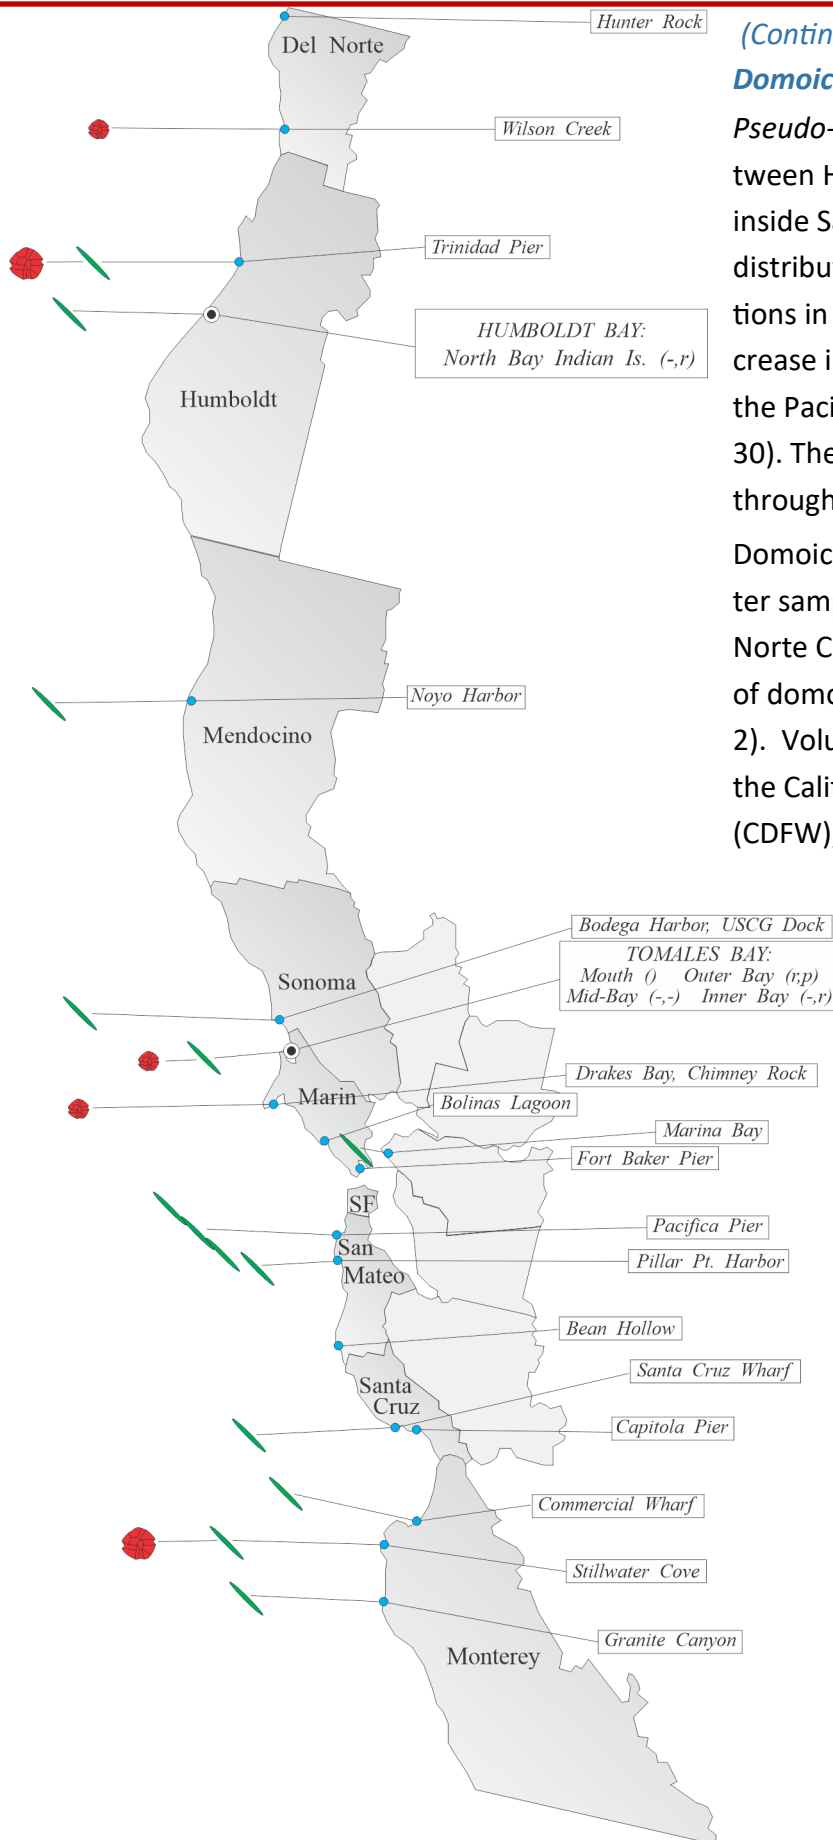 Hunter Rock
Del Norte
Wilson Creek
Trinidad Pier
HUMBOLDT BAY:
North Bay Indian Is. (-,r)
Humboldt
Noyo Harbor
Mendocino
Bodega Harbor, USCG Dock
TOMALES BAY:
Mouth () Outer Bay (r,p)
Mid-Bay (-,-) Inner Bay (-,r)
Sonoma
Drakes Bay, Chimney Rock
Marin
Bolinas Lagoon
Marina Bay
Fort Baker Pier
SF
Pacifica Pier
San
Mateo
Pillar Pt. Harbor
Bean Hollow
Santa Cruz Wharf
Santa
Cruz
Capitola Pier
Commercial Wharf
Stillwater Cove
Granite Canyon
Monterey
(Contin
Domoic
Pseudo-
tween H
inside Sa
distribut
tions in
crease i
the Paci
30). The
through
Domoic
ter sam
Norte C
of domo
2). Volu
the Calif
(CDFW),